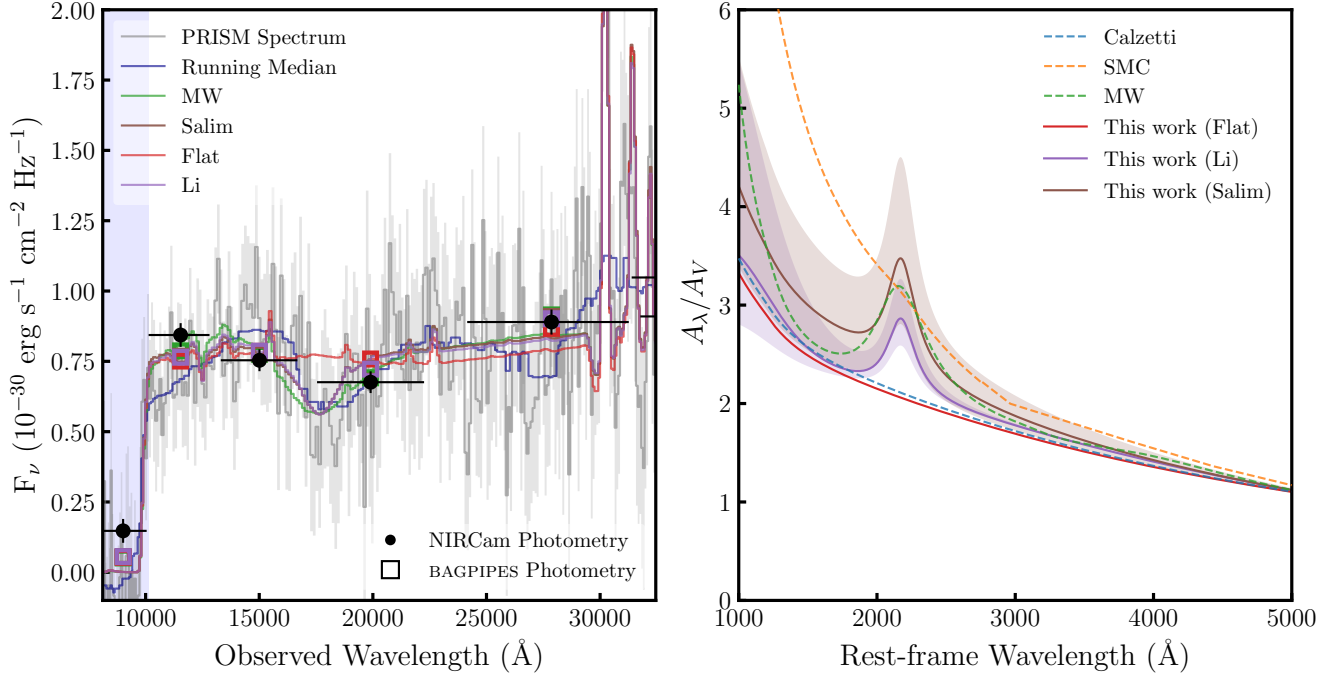 2.00
1.75
1.50
1.25
1.00
0.75
0.50
0.25
0.00
F_ν (10^−30 erg s^−1 cm^−2 Hz^−1)
PRISM Spectrum
Running Median
MW
Salim
Flat
Li
NIRCam Photometry
BAGPIPES Photometry
10000 15000 20000 25000 30000
Observed Wavelength (Å)
6
5
4
3
2
1
0
A_λ/A_V
Calzetti
SMC
MW
This work (Flat)
This work (Li)
This work (Salim)
1000 2000 3000 4000 5000
Rest-frame Wavelength (Å)